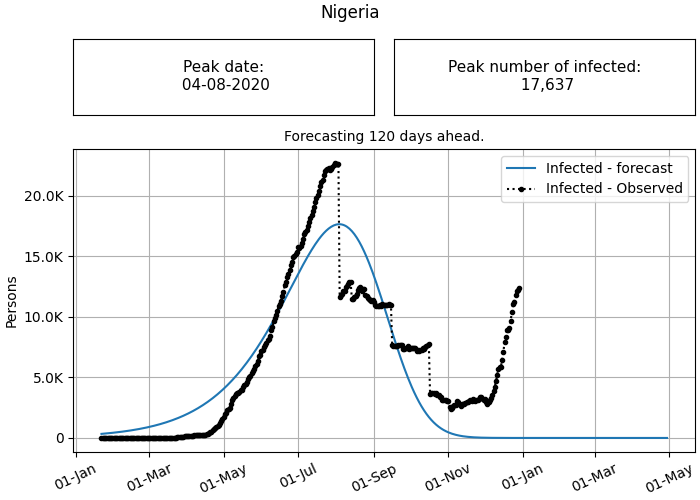 Nigeria
Peak date:
04-08-2020
Peak number of infected:
17,637
Forecasting 120 days ahead.
Infected - forecast
Infected - Observed
Persons
20.0K
15.0K
10.0K
5.0K
0
01-Jan
01-Mar
01-May
01-Jul
01-Sep
01-Nov
01-Jan
01-Mar
01-May